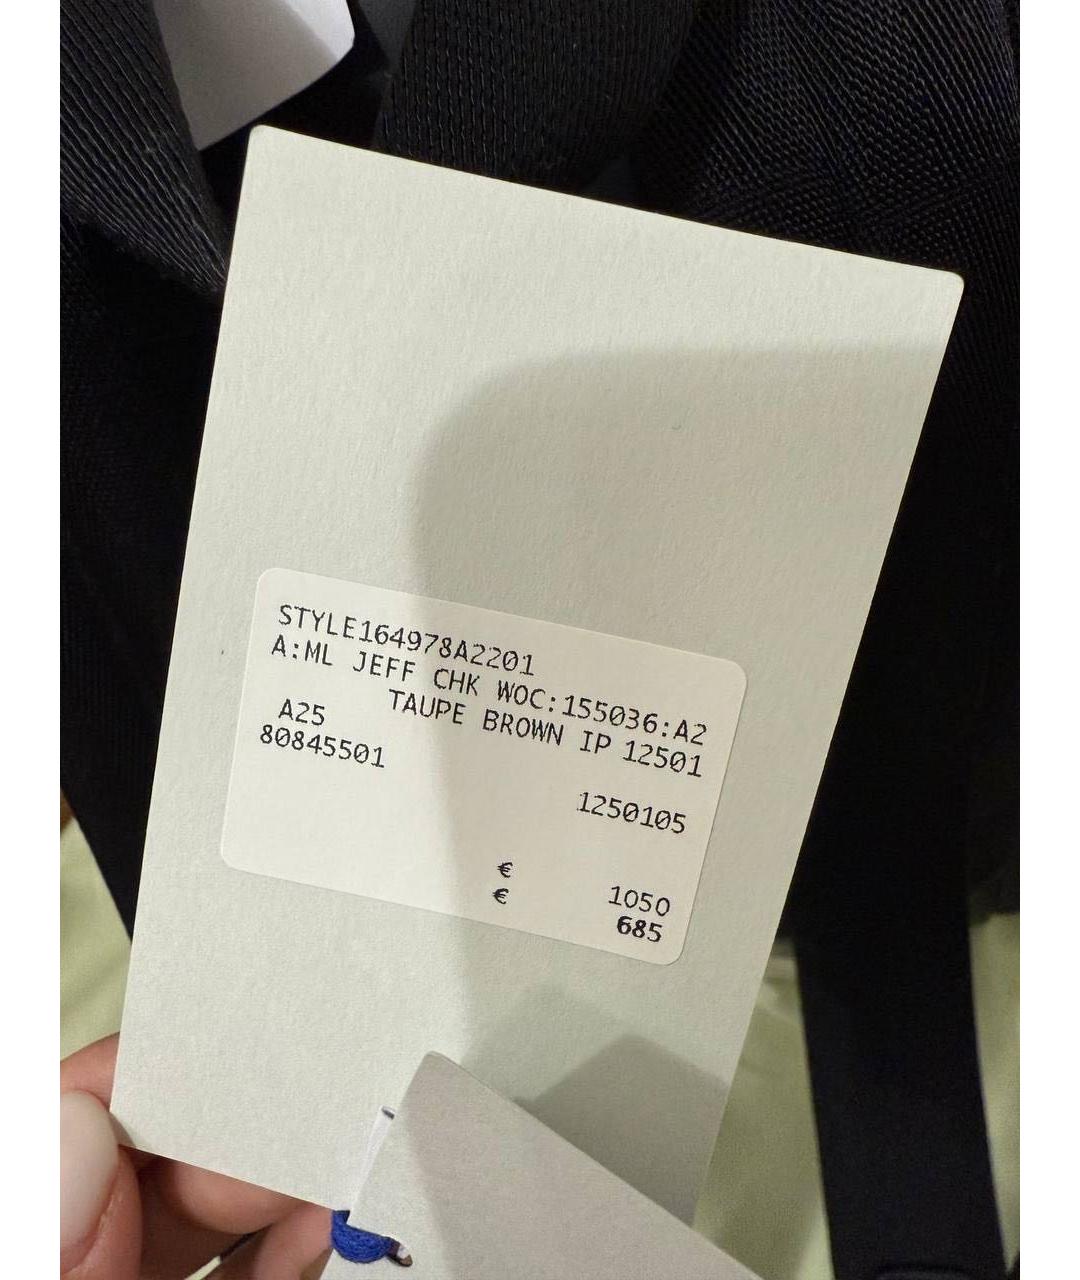 STYLE164978A2201
A:ML JEFF CHK WOC:155036:A2
TAUPE BROWN IP 12501
A25
80845501
1250105
€ 1050
€ 685